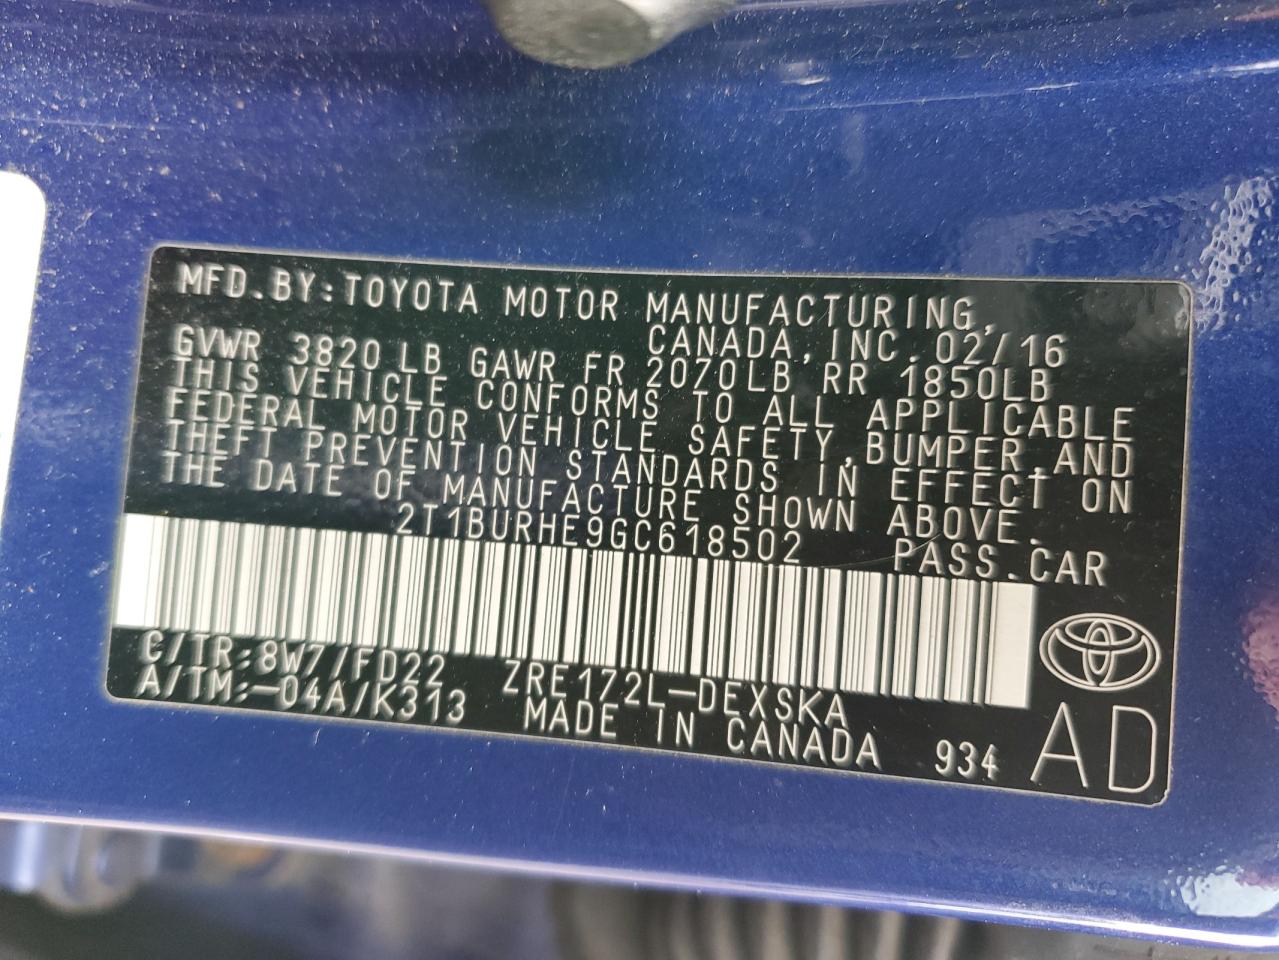 MFD.BY:TOYOTA MOTOR MANUFACTURING,
CANADA,INC. 02/16
GVWR 3820LB GAWR FR 2070LB RR 1850LB
THIS VEHICLE CONFORMS TO ALL APPLICABLE
FEDERAL MOTOR VEHICLE SAFETY,BUMPER,AND
THEFT PREVENTION STANDARDS IN EFFECT ON
THE DATE OF MANUFACTURE SHOWN ABOVE.
2T1BURHE9GC618502 PASS.CAR
C/TR:8W7/FD22 ZRE172L-DEXSKA
A/TM:-04A/K313 MADE IN CANADA 934 AD